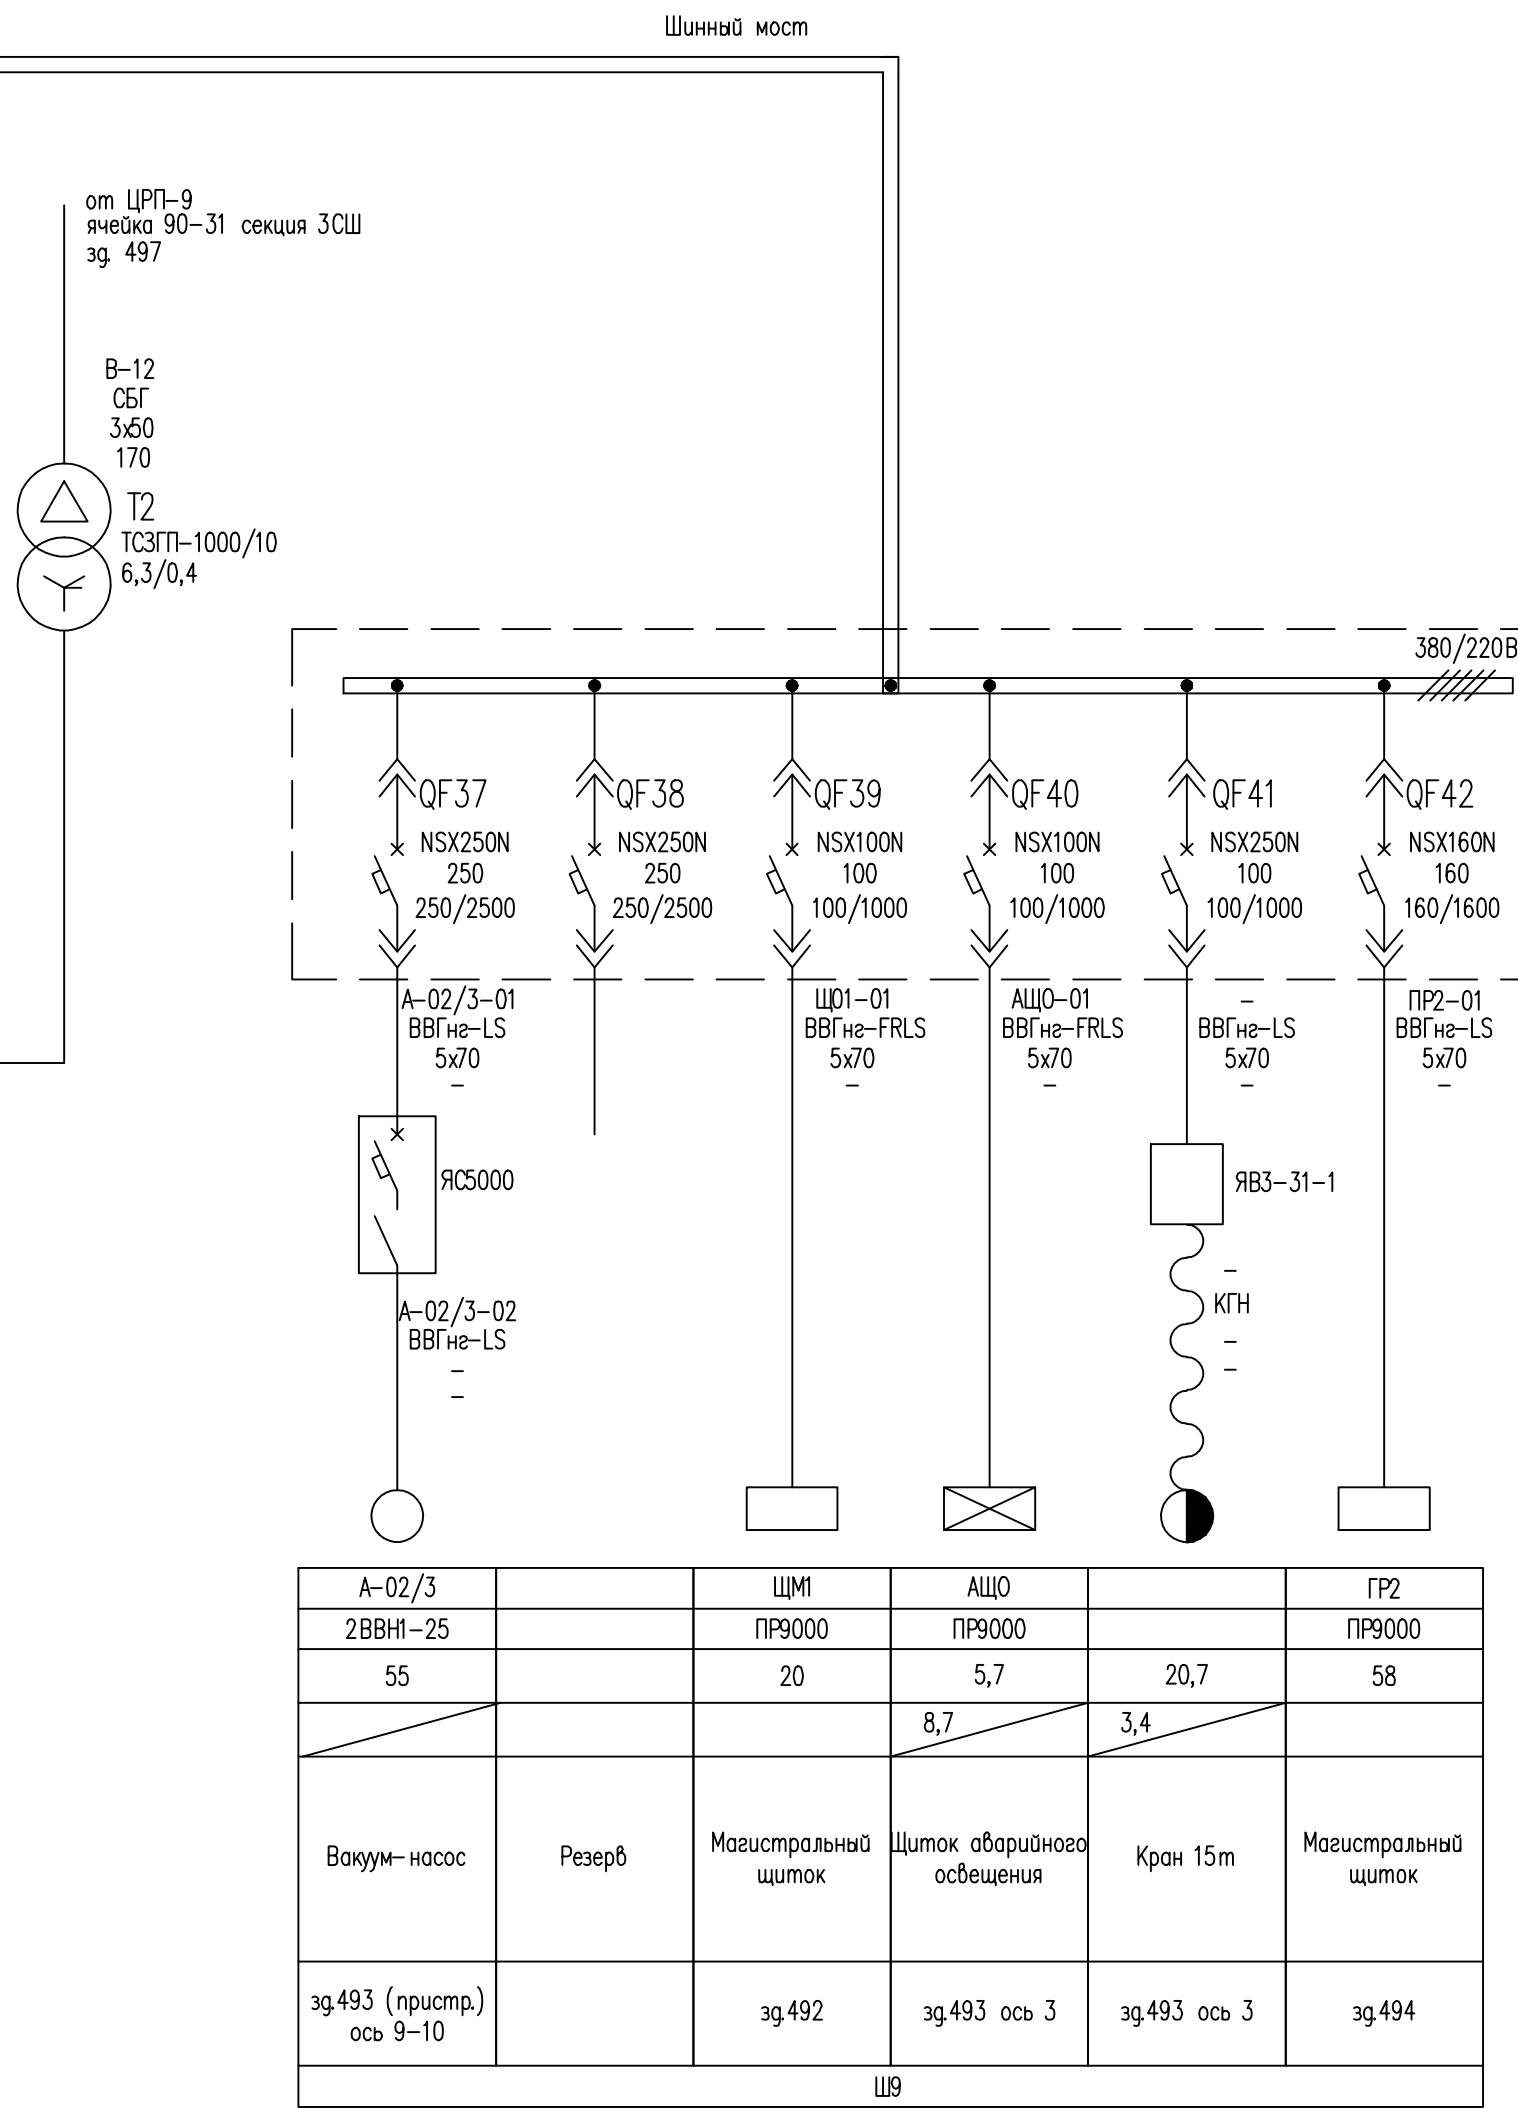 Шинный мост
от ЦРП-9
ячейка 90-31 секция 3СШ
зд. 497
В-12
СБГ
3х50
170
Т2
ТСЗГП-1000/10
6,3/0,4
380/220В
QF37
NSX250N
250
250/2500
QF38
NSX250N
250
250/2500
QF39
NSX100N
100
100/1000
QF40
NSX100N
100
100/1000
QF41
NSX250N
100
100/1000
QF42
NSX160N
160
160/1600
А-02/3-01
ВВГнг-LS
5х70
-
ЩО1-01
ВВГнг-FRLS
5х70
-
АЩО-01
ВВГнг-FRLS
5х70
-
-
ВВГнг-LS
5х70
-
ПР2-01
ВВГнг-LS
5х70
-
ЯС5000
ЯВ3-31-1
А-02/3-02
ВВГнг-LS
-
-
-
КГН
-
-
А-02/3 ЩМ1 АЩО ГР2
2ВВН1-25 ПР9000 ПР9000 ПР9000
55 20 5,7 20,7 58
8,7 3,4
Вакуум-насос
Резерв
Магистральный
щиток
Щиток аварийного
освещения
Кран 15т
Магистральный
щиток
зд.493 (пристр.)
ось 9-10
зд.492
зд.493 ось 3
зд.493 ось 3
зд.494
Ш9